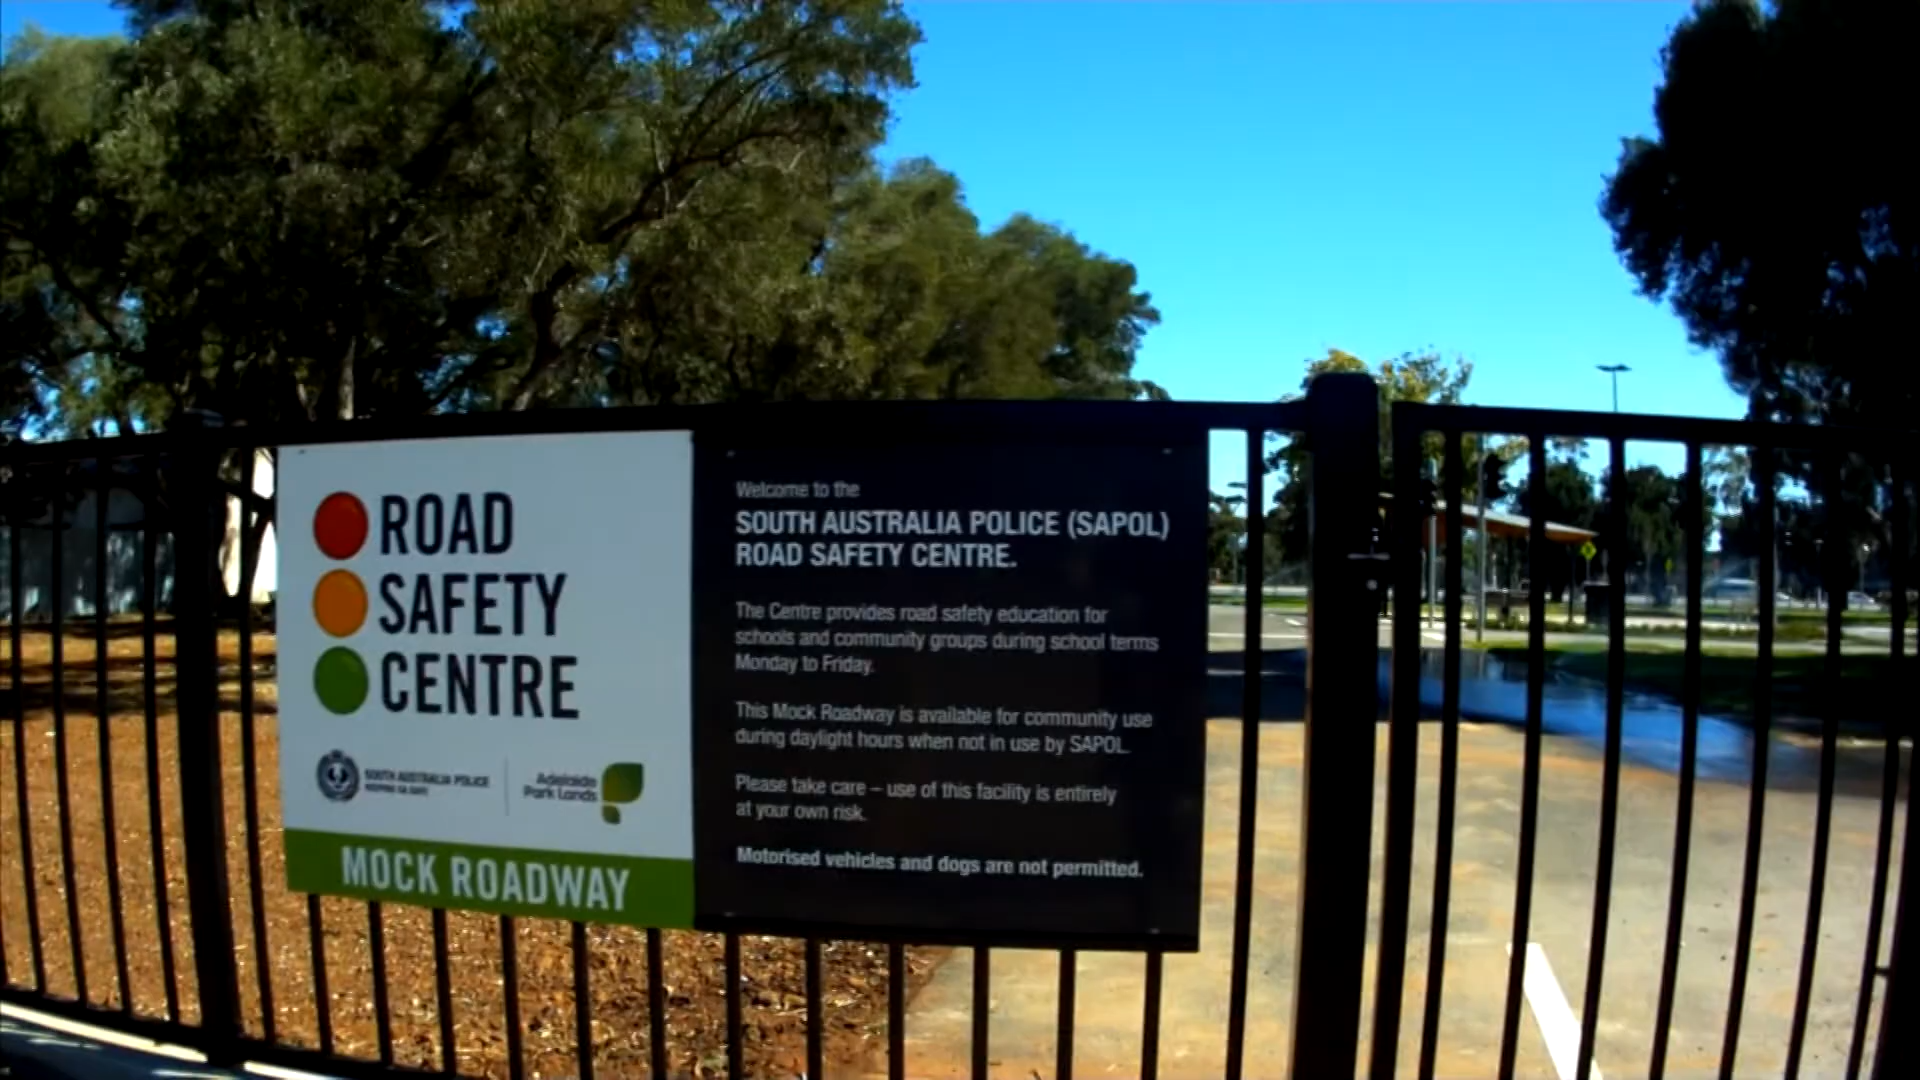 ROAD
SAFETY
CENTRE
SOUTH AUSTRALIA POLICE
KEEPING SA SAFE
Adelaide
Park Lands
MOCK ROADWAY
Welcome to the
SOUTH AUSTRALIA POLICE (SAPOL)
ROAD SAFETY CENTRE.
The Centre provides road safety education for
schools and community groups during school terms
Monday to Friday.
This Mock Roadway is available for community use
during daylight hours when not in use by SAPOL.
Please take care – use of this facility is entirely
at your own risk.
Motorised vehicles and dogs are not permitted.